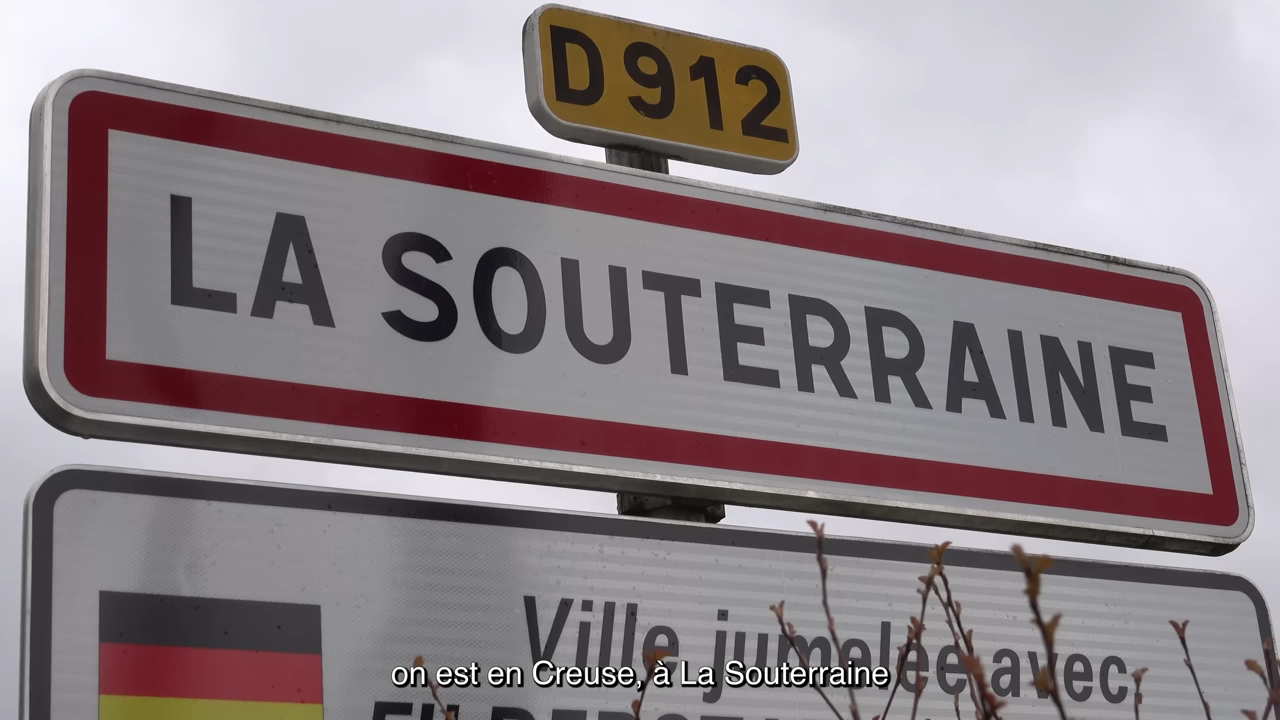 D912
LA SOUTERRAINE
Ville jumelée avec
on est en Creuse, à La Souterraine